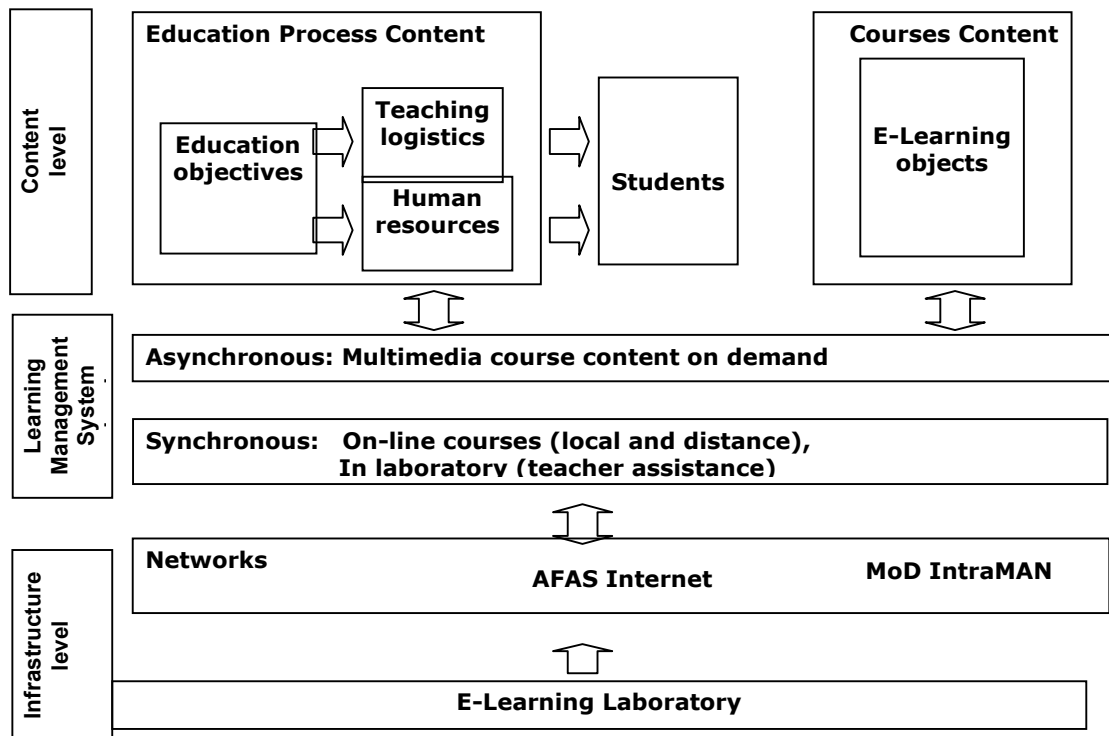 Content
level
Education Process Content
Education
objectives
Teaching
logistics
Human
resources
Students
Courses Content
E-Learning
objects
Learning
Management
System
Asynchronous: Multimedia course content on demand
Synchronous: On-line courses (local and distance),
In laboratory (teacher assistance)
Infrastructure
level
Networks
AFAS Internet
MoD IntraMAN
E-Learning Laboratory